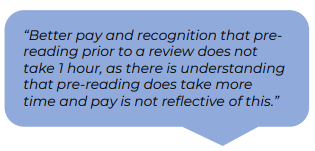 “Better pay and recognition that pre-
reading prior to a review does not
take 1 hour, as there is understanding
that pre-reading does take more
time and pay is not reflective of this.”